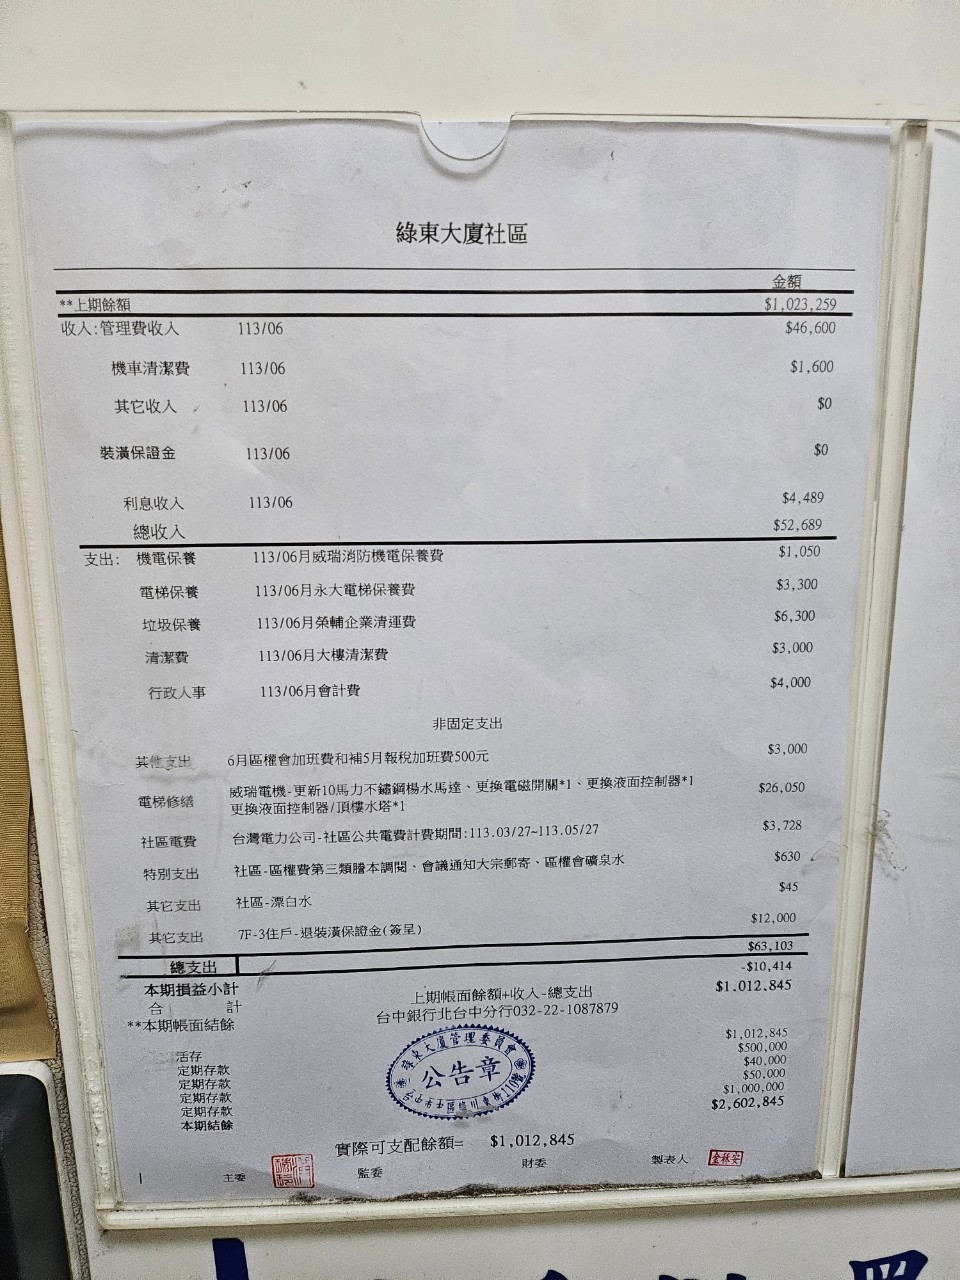 綠東大廈社區
金額
**上期餘額 $1,023,259
收入:管理費收入 113/06 $46,600
機車清潔費 113/06 $1,600
其它收入 113/06 $0
裝潢保證金 113/06 $0
利息收入 113/06 $4,489
總收入 $52,689
支出: 機電保養 113/06月威瑞消防機電保養費 $1,050
電梯保養 113/06月永大電梯保養費 $3,300
垃圾保養 113/06月榮輔企業清運費 $6,300
清潔費 113/06月大樓清潔費 $3,000
行政人事 113/06月會計費 $4,000
非固定支出
其他支出 6月區權會加班費和補5月報稅加班費500元 $3,000
電梯修繕 威瑞電機-更新10馬力不鏽鋼楊水馬達、更換電磁開關*1、更換液面控制器*1 $26,050
更換液面控制器/頂樓水塔*1
社區電費 台灣電力公司-社區公共電費計費期間:113.03/27~113.05/27 $3,728
特別支出 社區-區權費第三類謄本調閱、會議通知大宗郵寄、區權會礦泉水 $630
其它支出 社區-漂白水 $45
其它支出 7F-3住戶-退裝潢保證金(簽呈) $12,000
總支出 $63,103
本期損益小計 -$10,414
合 計 上期帳面餘額+收入-總支出 $1.012,845
**本期帳面結餘 台中銀行北台中分行032-22-1087879
活存 $1,012,845
定期存款 $500,000
定期存款 $40,000
定期存款 $50,000
定期存款 $1,000,000
本期結餘 $2,602,845
綠東大廈管理委員會
公告章
實際可支配餘額= $1,012,845
主委 監委 財委 製表人